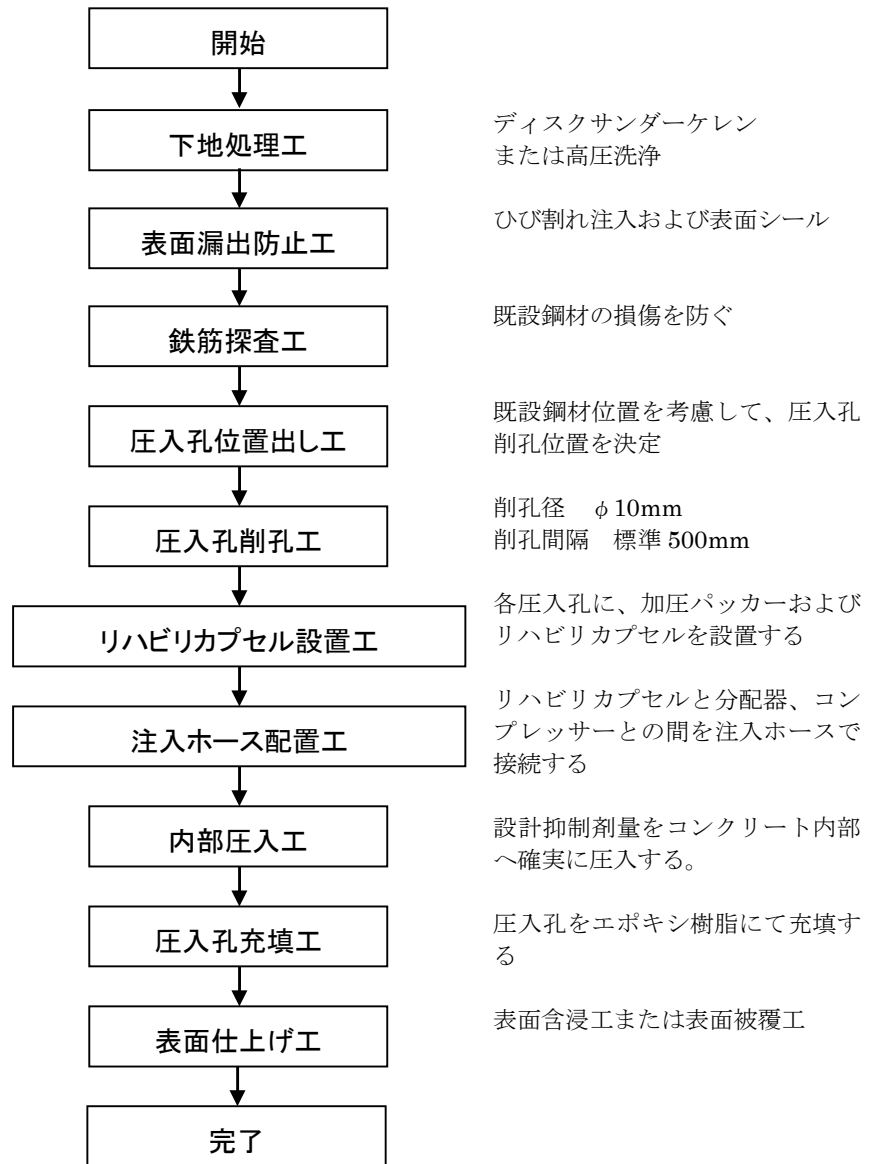 開始
下地処理工
ディスクサンダーケレン
または高圧洗浄
表面漏出防止工
ひび割れ注入および表面シール
鉄筋探査工
既設鋼材の損傷を防ぐ
圧入孔位置出し工
既設鋼材位置を考慮して、圧入孔
削孔位置を決定
圧入孔削孔工
削孔径 φ10mm
削孔間隔 標準 500mm
リハビリカプセル設置工
各圧入孔に、加圧パッカーおよび
リハビリカプセルを設置する
注入ホース配置工
リハビリカプセルと分配器、コン
プレッサーとの間を注入ホースで
接続する
内部圧入工
設計抑制剤量をコンクリート内部
へ確実に圧入する。
圧入孔充填工
圧入孔をエポキシ樹脂にて充填す
る
表面仕上げ工
表面含浸工または表面被覆工
完了